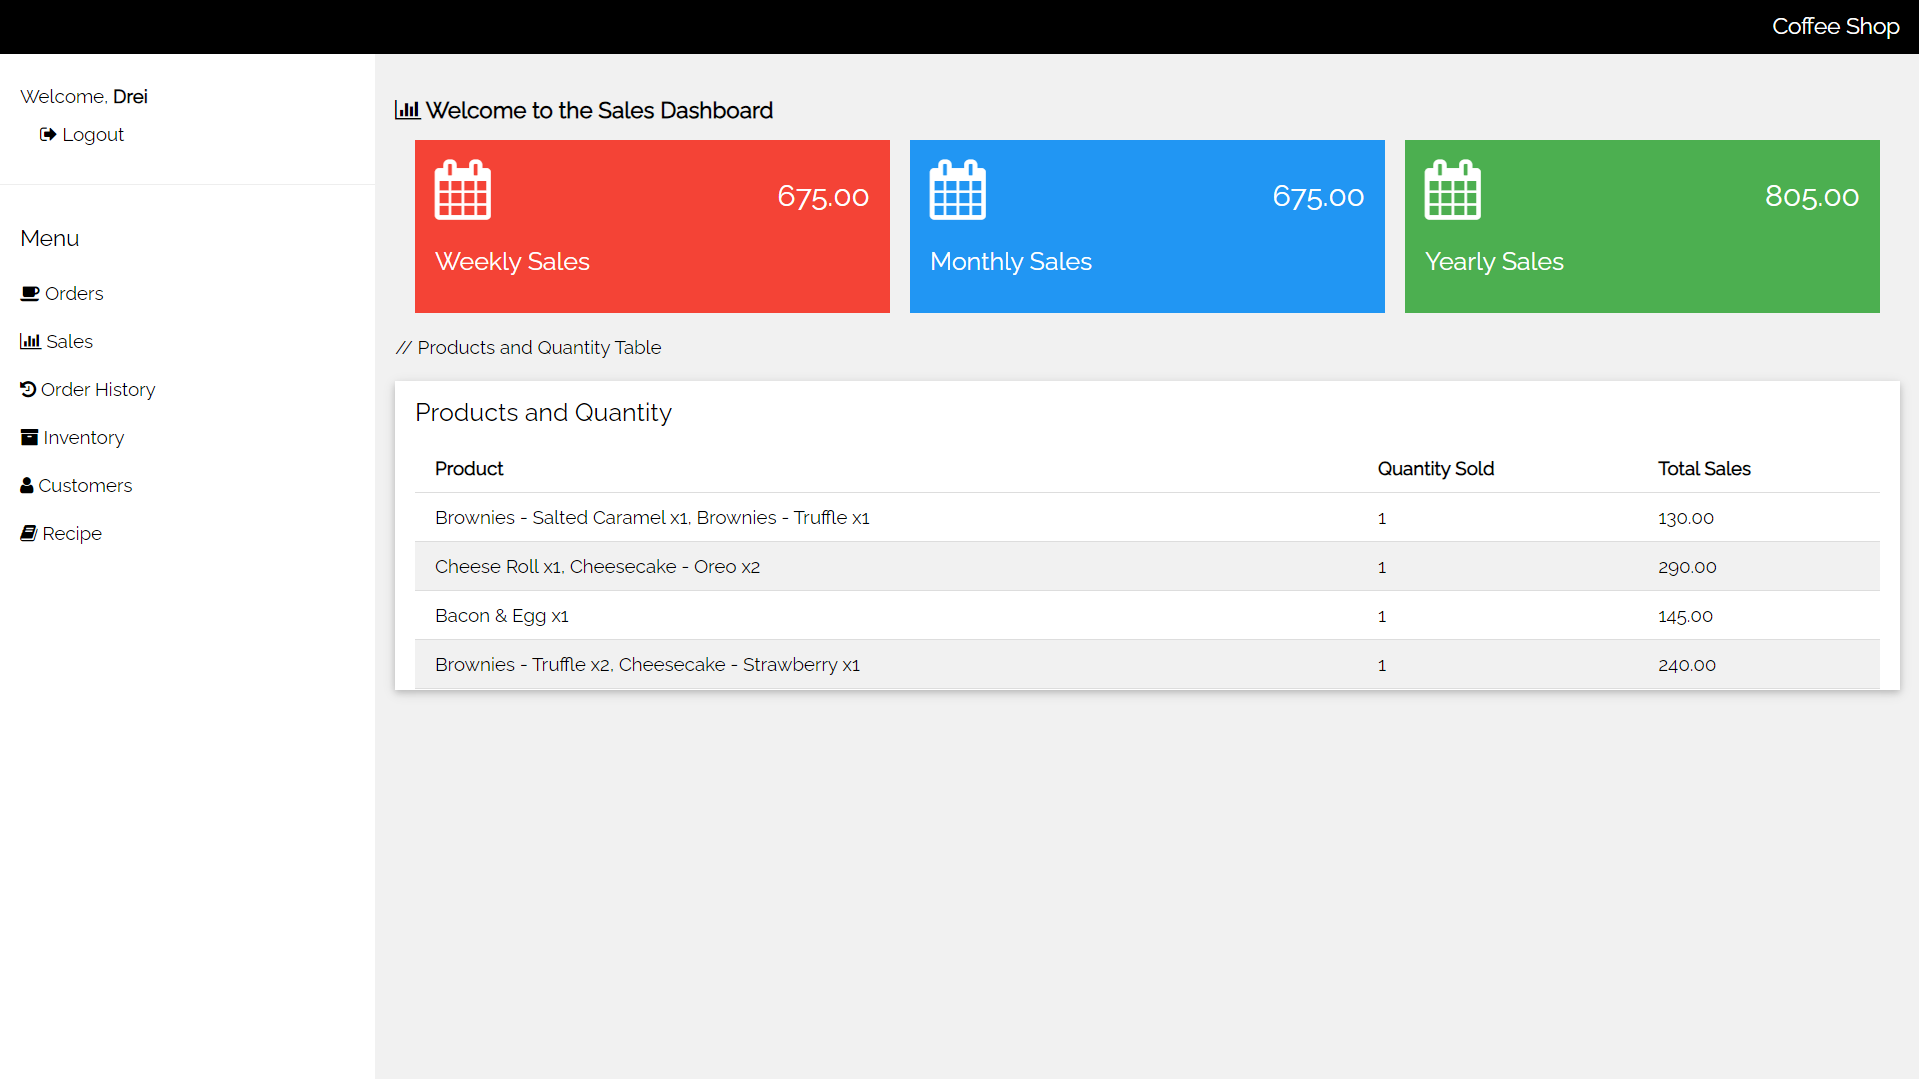 Coffee Shop
Welcome, Drei
Logout
Menu
Orders
Sales
Order History
Inventory
Customers
Recipe
Welcome to the Sales Dashboard
675.00
Weekly Sales
675.00
Monthly Sales
805.00
Yearly Sales
// Products and Quantity Table
Products and Quantity
Product Quantity Sold Total Sales
Brownies - Salted Caramel x1, Brownies - Truffle x1 1 130.00
Cheese Roll x1, Cheesecake - Oreo x2 1 290.00
Bacon & Egg x1 1 145.00
Brownies - Truffle x2, Cheesecake - Strawberry x1 1 240.00